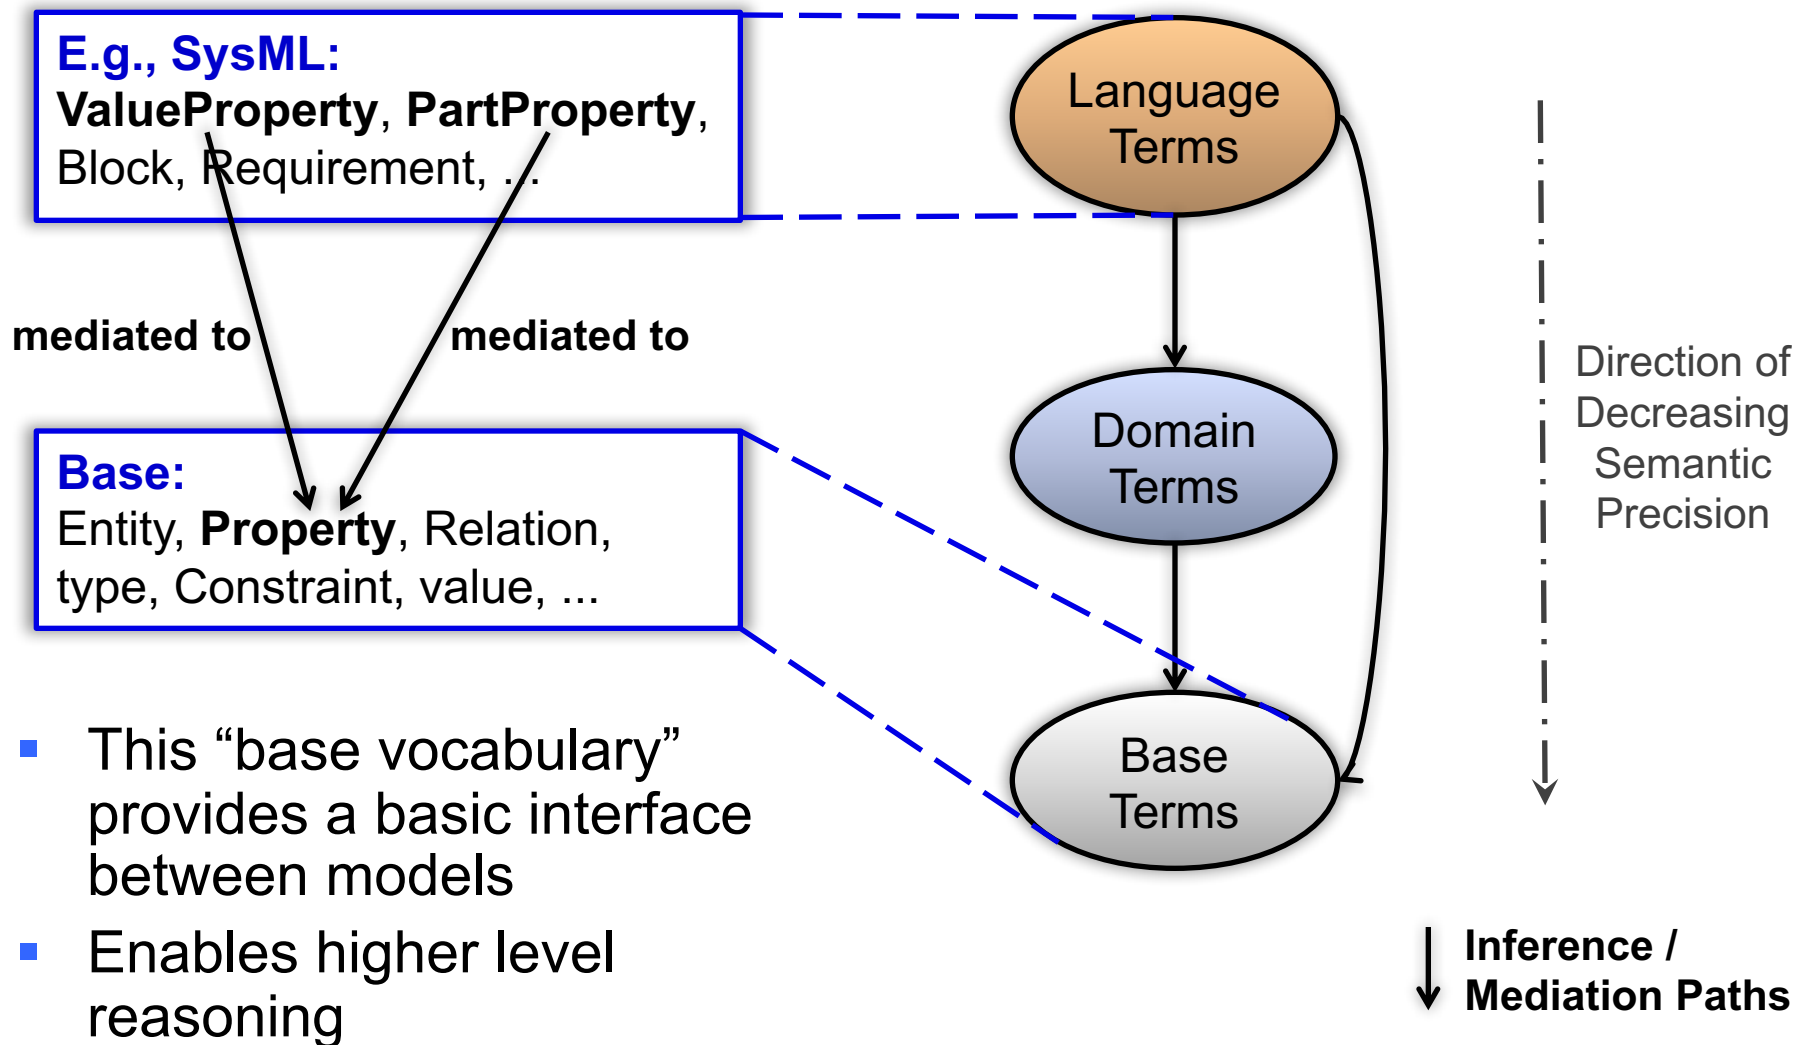 E.g., SysML:
ValueProperty, PartProperty,
Block, Requirement, ...
mediated to
mediated to
Base:
Entity, Property, Relation,
type, Constraint, value, ...
▪ This “base vocabulary”
provides a basic interface
between models
▪ Enables higher level
reasoning
Language
Terms
Domain
Terms
Base
Terms
Direction of
Decreasing
Semantic
Precision
Inference /
Mediation Paths